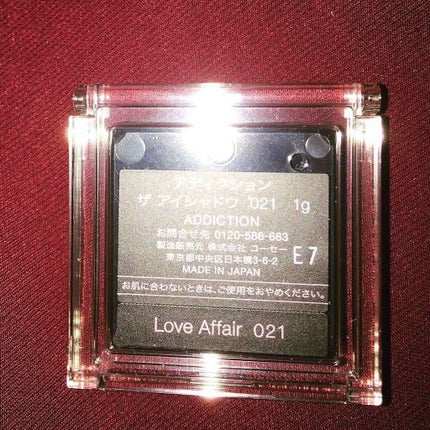 アディクション
ザ アイシャドウ '021 1g
ADDICTION
お問合せ先 0120-586-683
製造販売元 株式会社 コーセー
東京都中央区日本橋3-6-2
E7
MADE IN JAPAN
お肌に合わないときは、ご使用をおやめください。
Love Affair 021